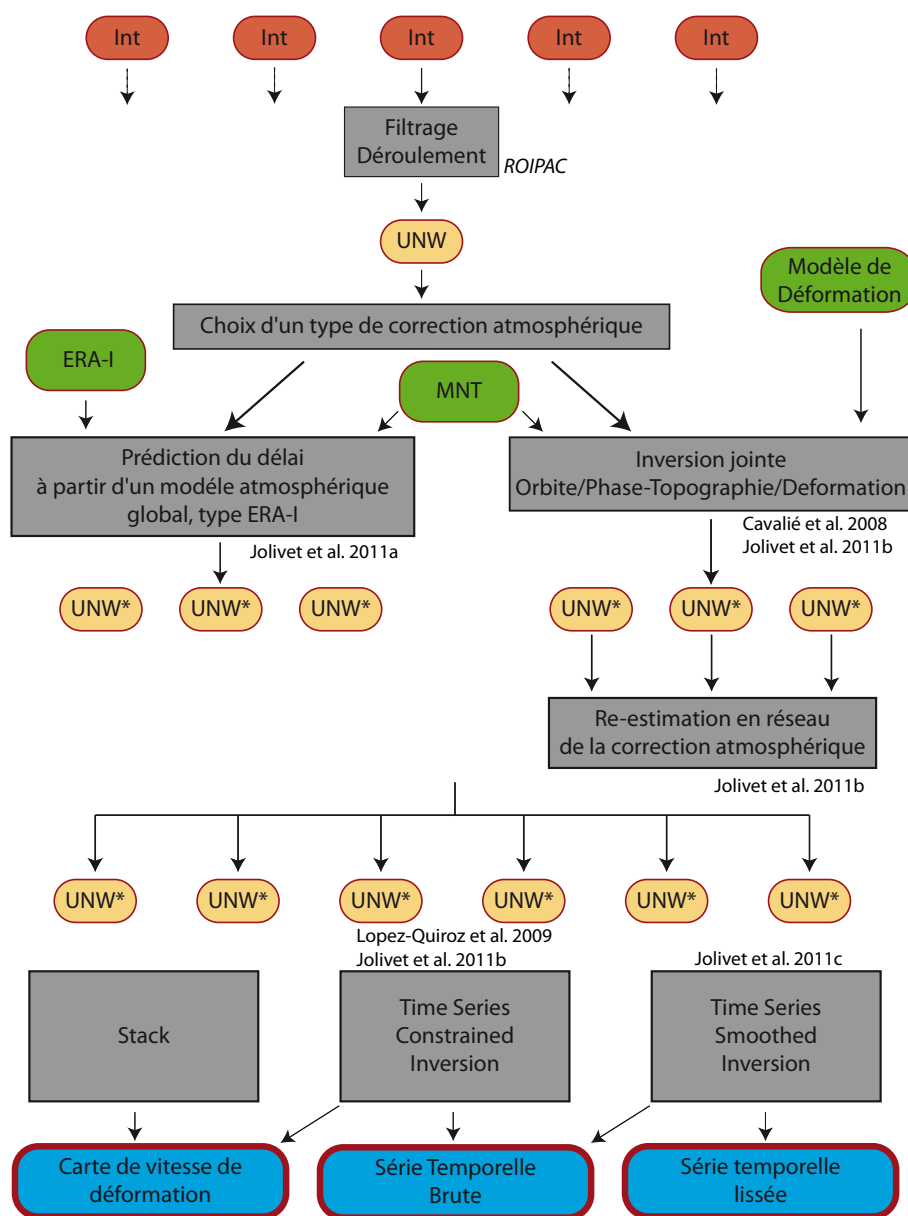 Int
Int
Int
Int
Int
Filtrage
Déroulement
ROIPAC
UNW
Modèle de
Déformation
Choix d'un type de correction atmosphérique
ERA-I
MNT
Prédiction du délai
à partir d'un modéle atmosphérique
global, type ERA-I
Inversion jointe
Orbite/Phase-Topographie/Deformation
Jolivet et al. 2011a
Cavalié et al. 2008
Jolivet et al. 2011b
UNW*
UNW*
UNW*
UNW*
UNW*
UNW*
Re-estimation en réseau
de la correction atmosphérique
Jolivet et al. 2011b
UNW*
UNW*
UNW*
UNW*
UNW*
UNW*
Lopez-Quiroz et al. 2009
Jolivet et al. 2011b
Jolivet et al. 2011c
Stack
Time Series
Constrained
Inversion
Time Series
Smoothed
Inversion
Carte de vitesse de
déformation
Série Temporelle
Brute
Série temporelle
lissée